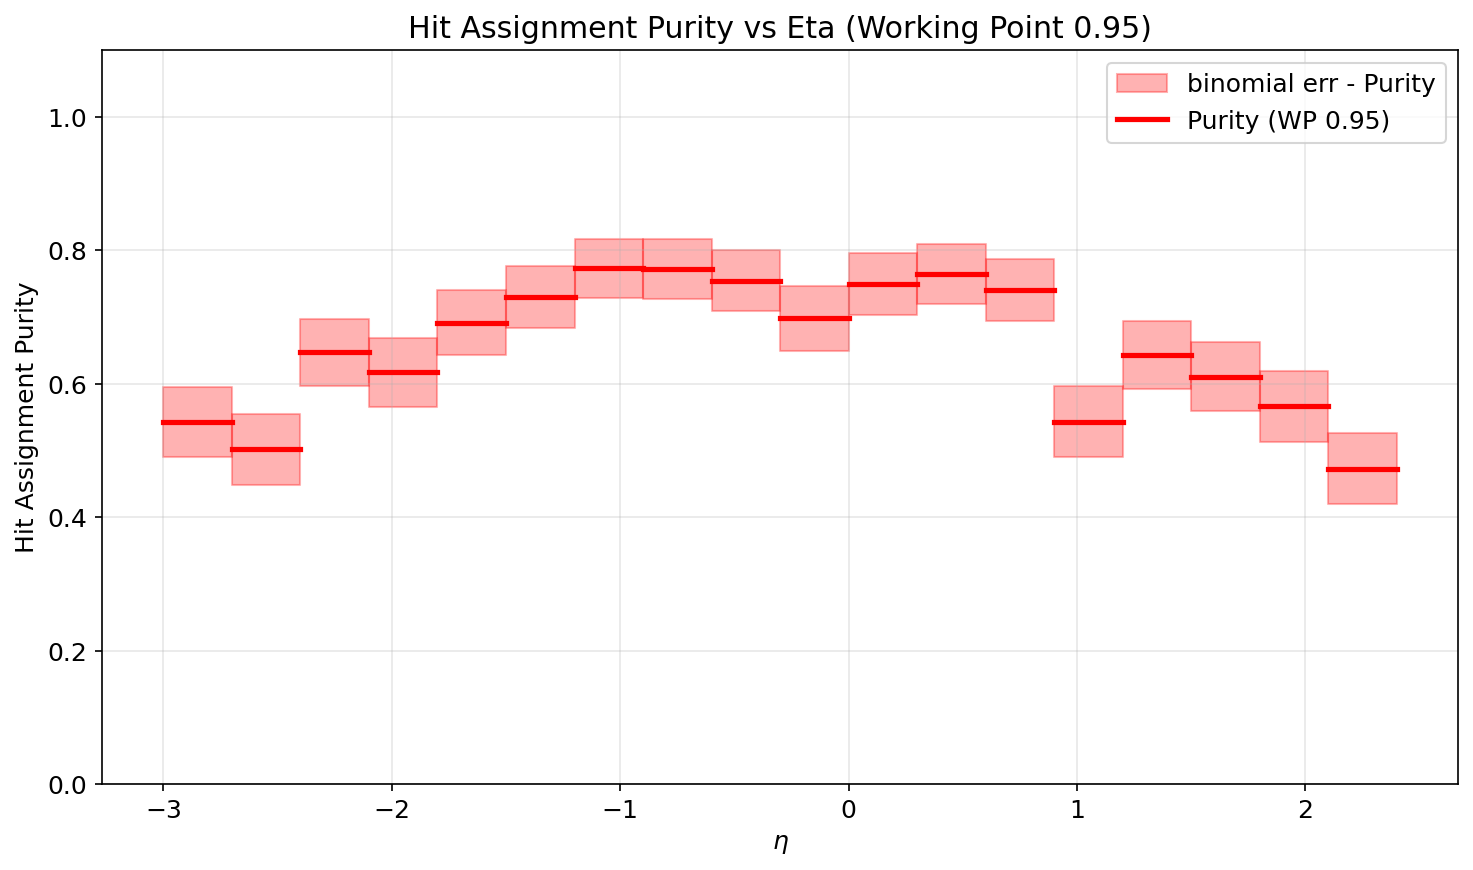 Hit Assignment Purity vs Eta (Working Point 0.95)
binomial err - Purity
Purity (WP 0.95)
Hit Assignment Purity
1.0
0.8
0.6
0.4
0.2
0.0
−3
−2
−1
0
1
2
η